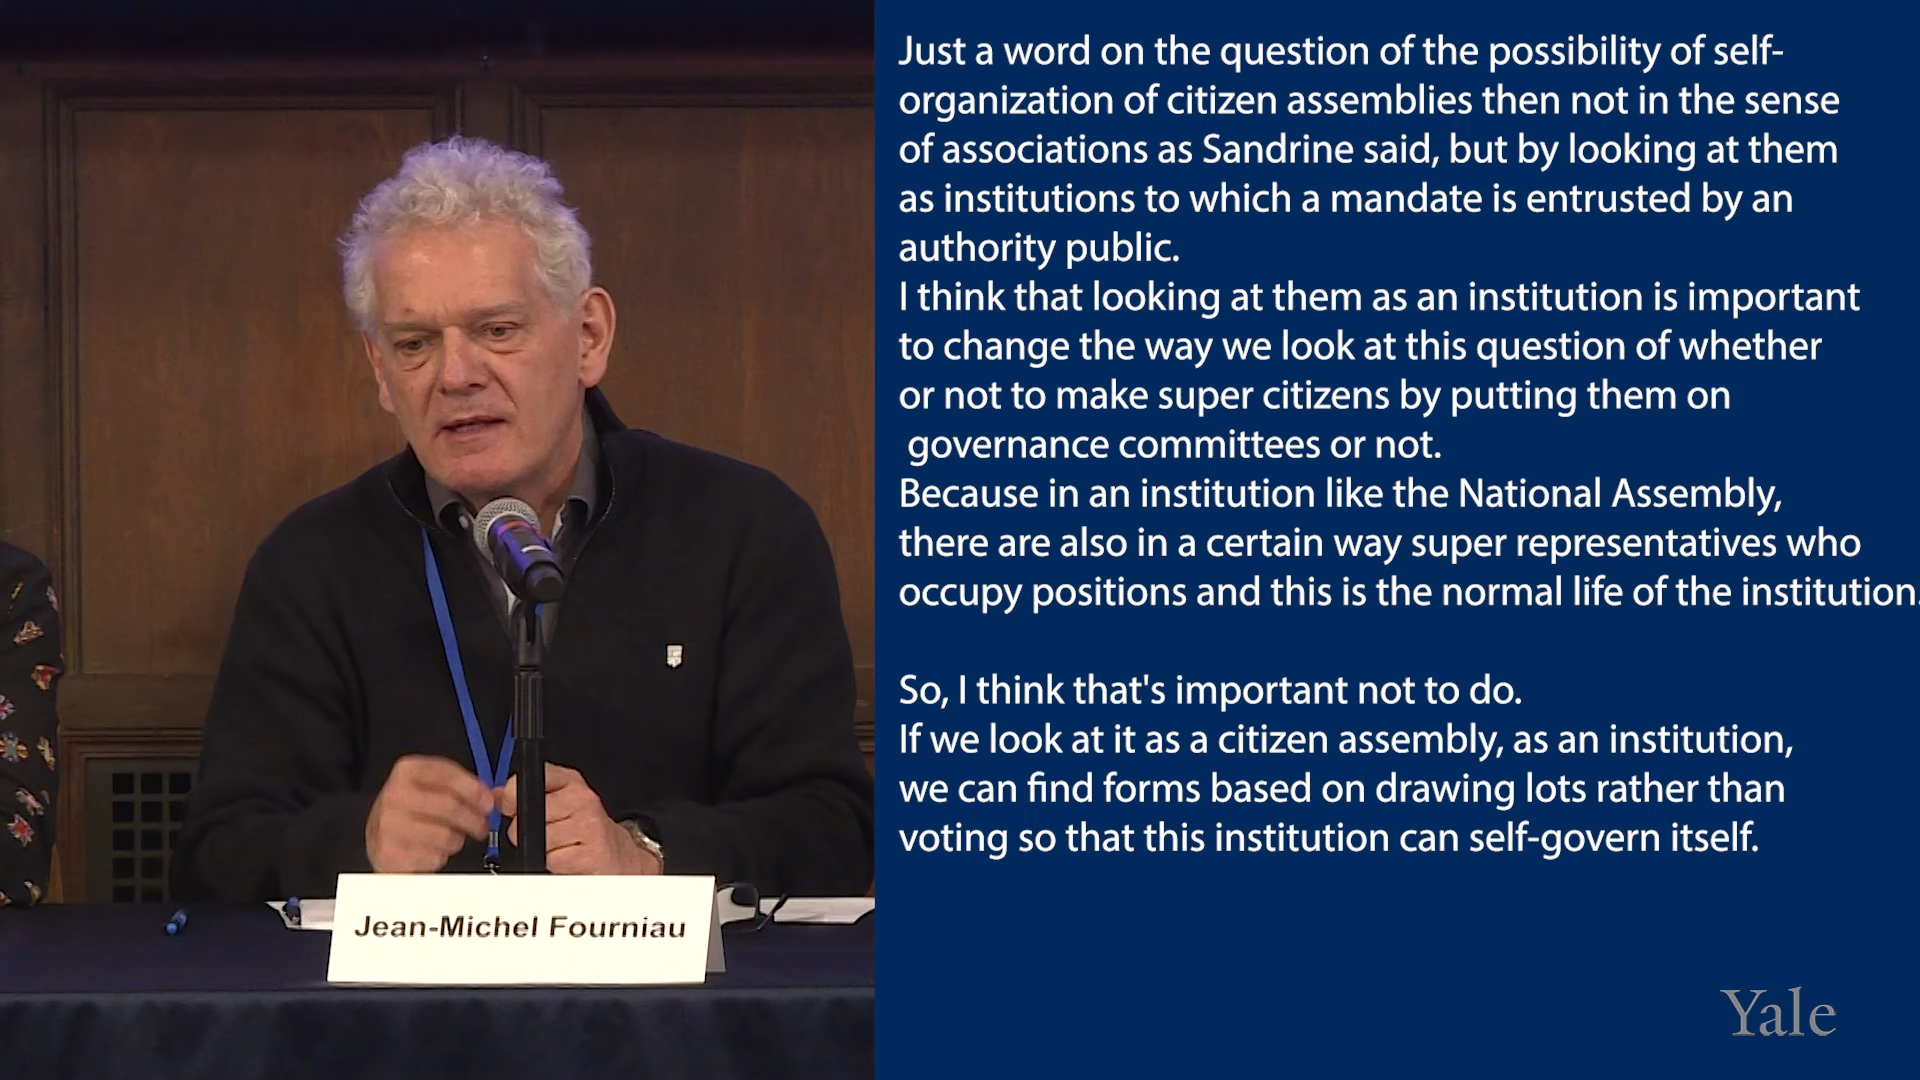 Just a word on the question of the possibility of self-
organization of citizen assemblies then not in the sense
of associations as Sandrine said, but by looking at them
as institutions to which a mandate is entrusted by an
authority public.
I think that looking at them as an institution is important
to change the way we look at this question of whether
or not to make super citizens by putting them on
governance committees or not.
Because in an institution like the National Assembly,
there are also in a certain way super representatives who
occupy positions and this is the normal life of the institution.
So, I think that's important not to do.
If we look at it as a citizen assembly, as an institution,
we can find forms based on drawing lots rather than
voting so that this institution can self-govern itself.
Jean-Michel Fourniau
Yale